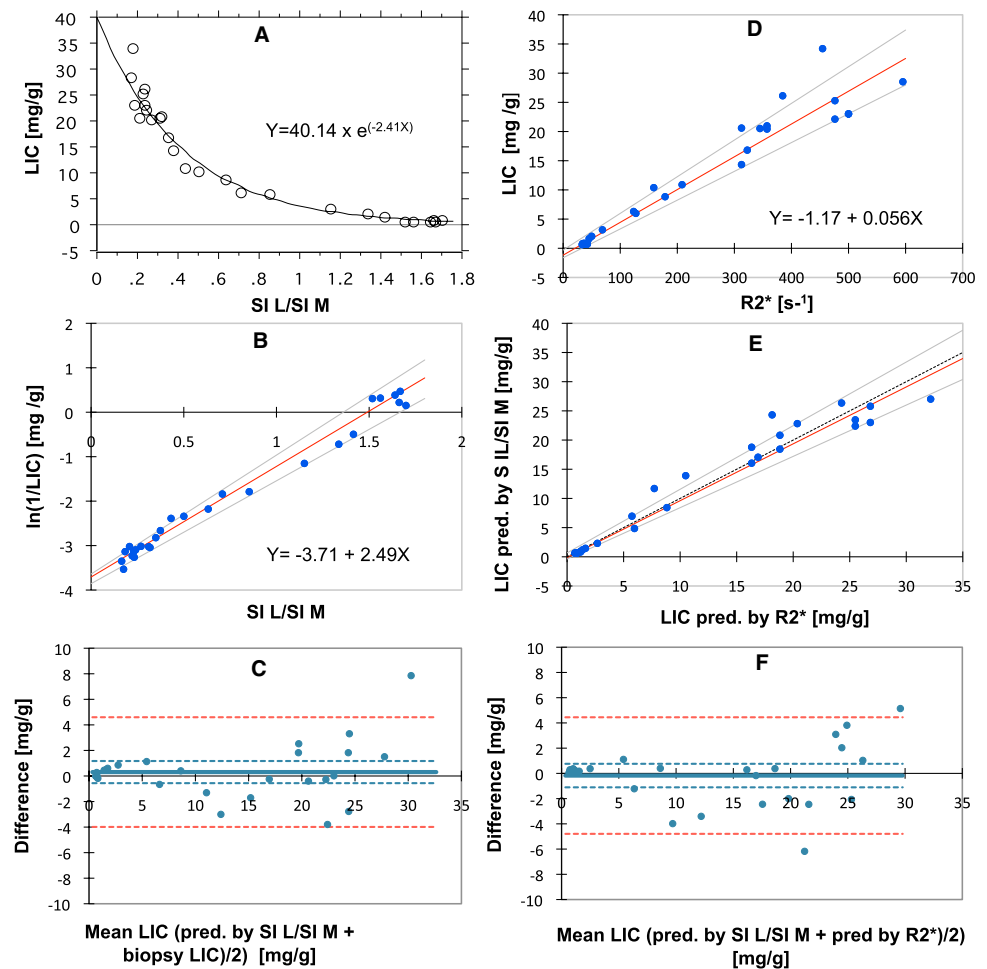 A
LIC [mg/g]
40
35
30
25
20
15
10
5
0
-5
Y=40.14 x e(-2.41X)
0 .2 .4 .6 .8 1 1.2 1.4 1.6 1.8
SI L/SI M
D
LIC [mg /g]
40
35
30
25
20
15
10
5
0
-5
Y= -1.17 + 0.056X
0 100 200 300 400 500 600 700
R2* [s-1]
B
ln(1/LIC) [mg /g]
2
1
0
-1
-2
-3
-4
0 0.5 1 1.5 2
Y= -3.71 + 2.49X
SI L/SI M
E
LIC pred. by S IL/SI M [mg/g]
40
35
30
25
20
15
10
5
0
-5
0 5 10 15 20 25 30 35
LIC pred. by R2* [mg/g]
C
Difference [mg/g]
10
8
6
4
2
0
-2
-4
-6
-8
-10
0 5 10 15 20 25 30 35
Mean LIC (pred. by SI L/SI M +
biopsy LIC)/2) [mg/g]
F
Difference [mg/g]
10
8
6
4
2
0
-2
-4
-6
-8
-10
0 5 10 15 20 25 30 35
Mean LIC (pred. by SI L/SI M + pred by R2*)/2)
[mg/g]